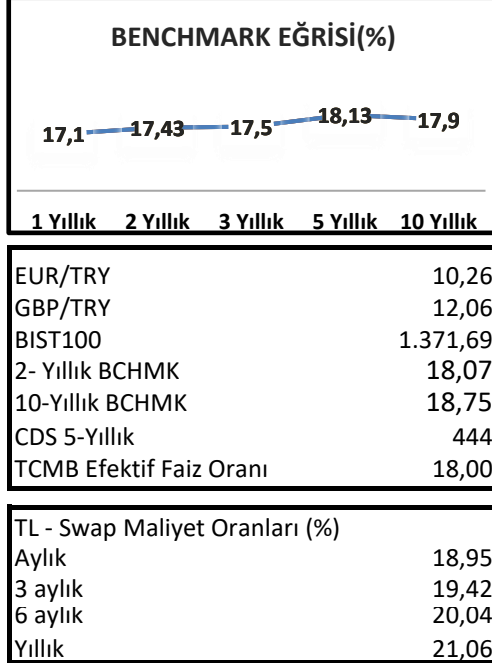 BENCHMARK EĞRİSİ(%)
17,1 17,43 17,5 18,13 17,9
1 Yıllık 2 Yıllık 3 Yıllık 5 Yıllık 10 Yıllık
EUR/TRY 10,26
GBP/TRY 12,06
BIST100 1.371,69
2- Yıllık BCHMK 18,07
10-Yıllık BCHMK 18,75
CDS 5-Yıllık 444
TCMB Efektif Faiz Oranı 18,00
TL - Swap Maliyet Oranları (%)
Aylık 18,95
3 aylık 19,42
6 aylık 20,04
Yıllık 21,06